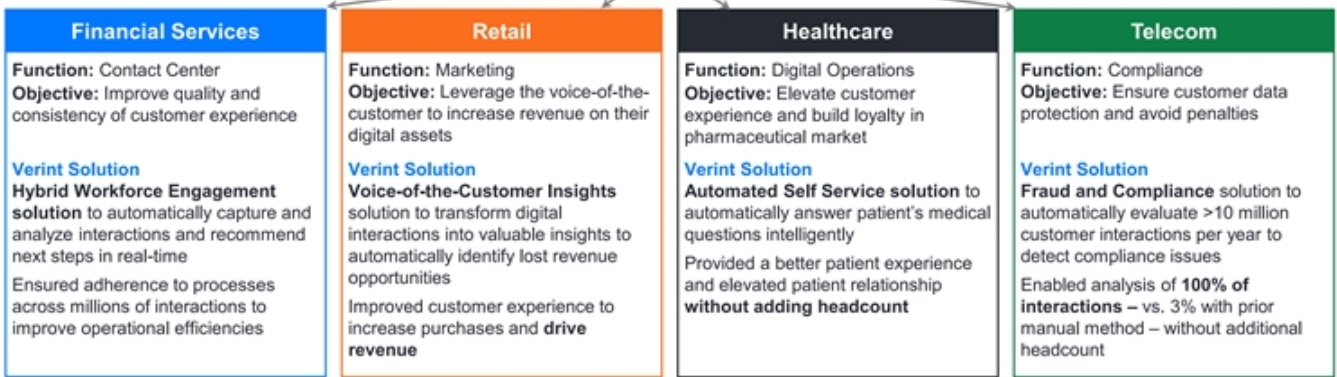 Financial Services
Function: Contact Center
Objective: Improve quality and
consistency of customer experience
Verint Solution
Hybrid Workforce Engagement
solution to automatically capture and
analyze interactions and recommend
next steps in real-time
Ensured adherence to processes
across millions of interactions to
improve operational efficiencies
Retail
Function: Marketing
Objective: Leverage the voice-of-the-
customer to increase revenue on their
digital assets
Verint Solution
Voice-of-the-Customer Insights
solution to transform digital
interactions into valuable insights to
automatically identify lost revenue
opportunities
Improved customer experience to
increase purchases and drive
revenue
Healthcare
Function: Digital Operations
Objective: Elevate customer
experience and build loyalty in
pharmaceutical market
Verint Solution
Automated Self Service solution to
automatically answer patient's medical
questions intelligently
Provided a better patient experience
and elevated patient relationship
without adding headcount
Telecom
Function: Compliance
Objective: Ensure customer data
protection and avoid penalties
Verint Solution
Fraud and Compliance solution to
automatically evaluate >10 million
customer interactions per year to
detect compliance issues
Enabled analysis of 100% of
interactions – vs. 3% with prior
manual method – without additional
headcount